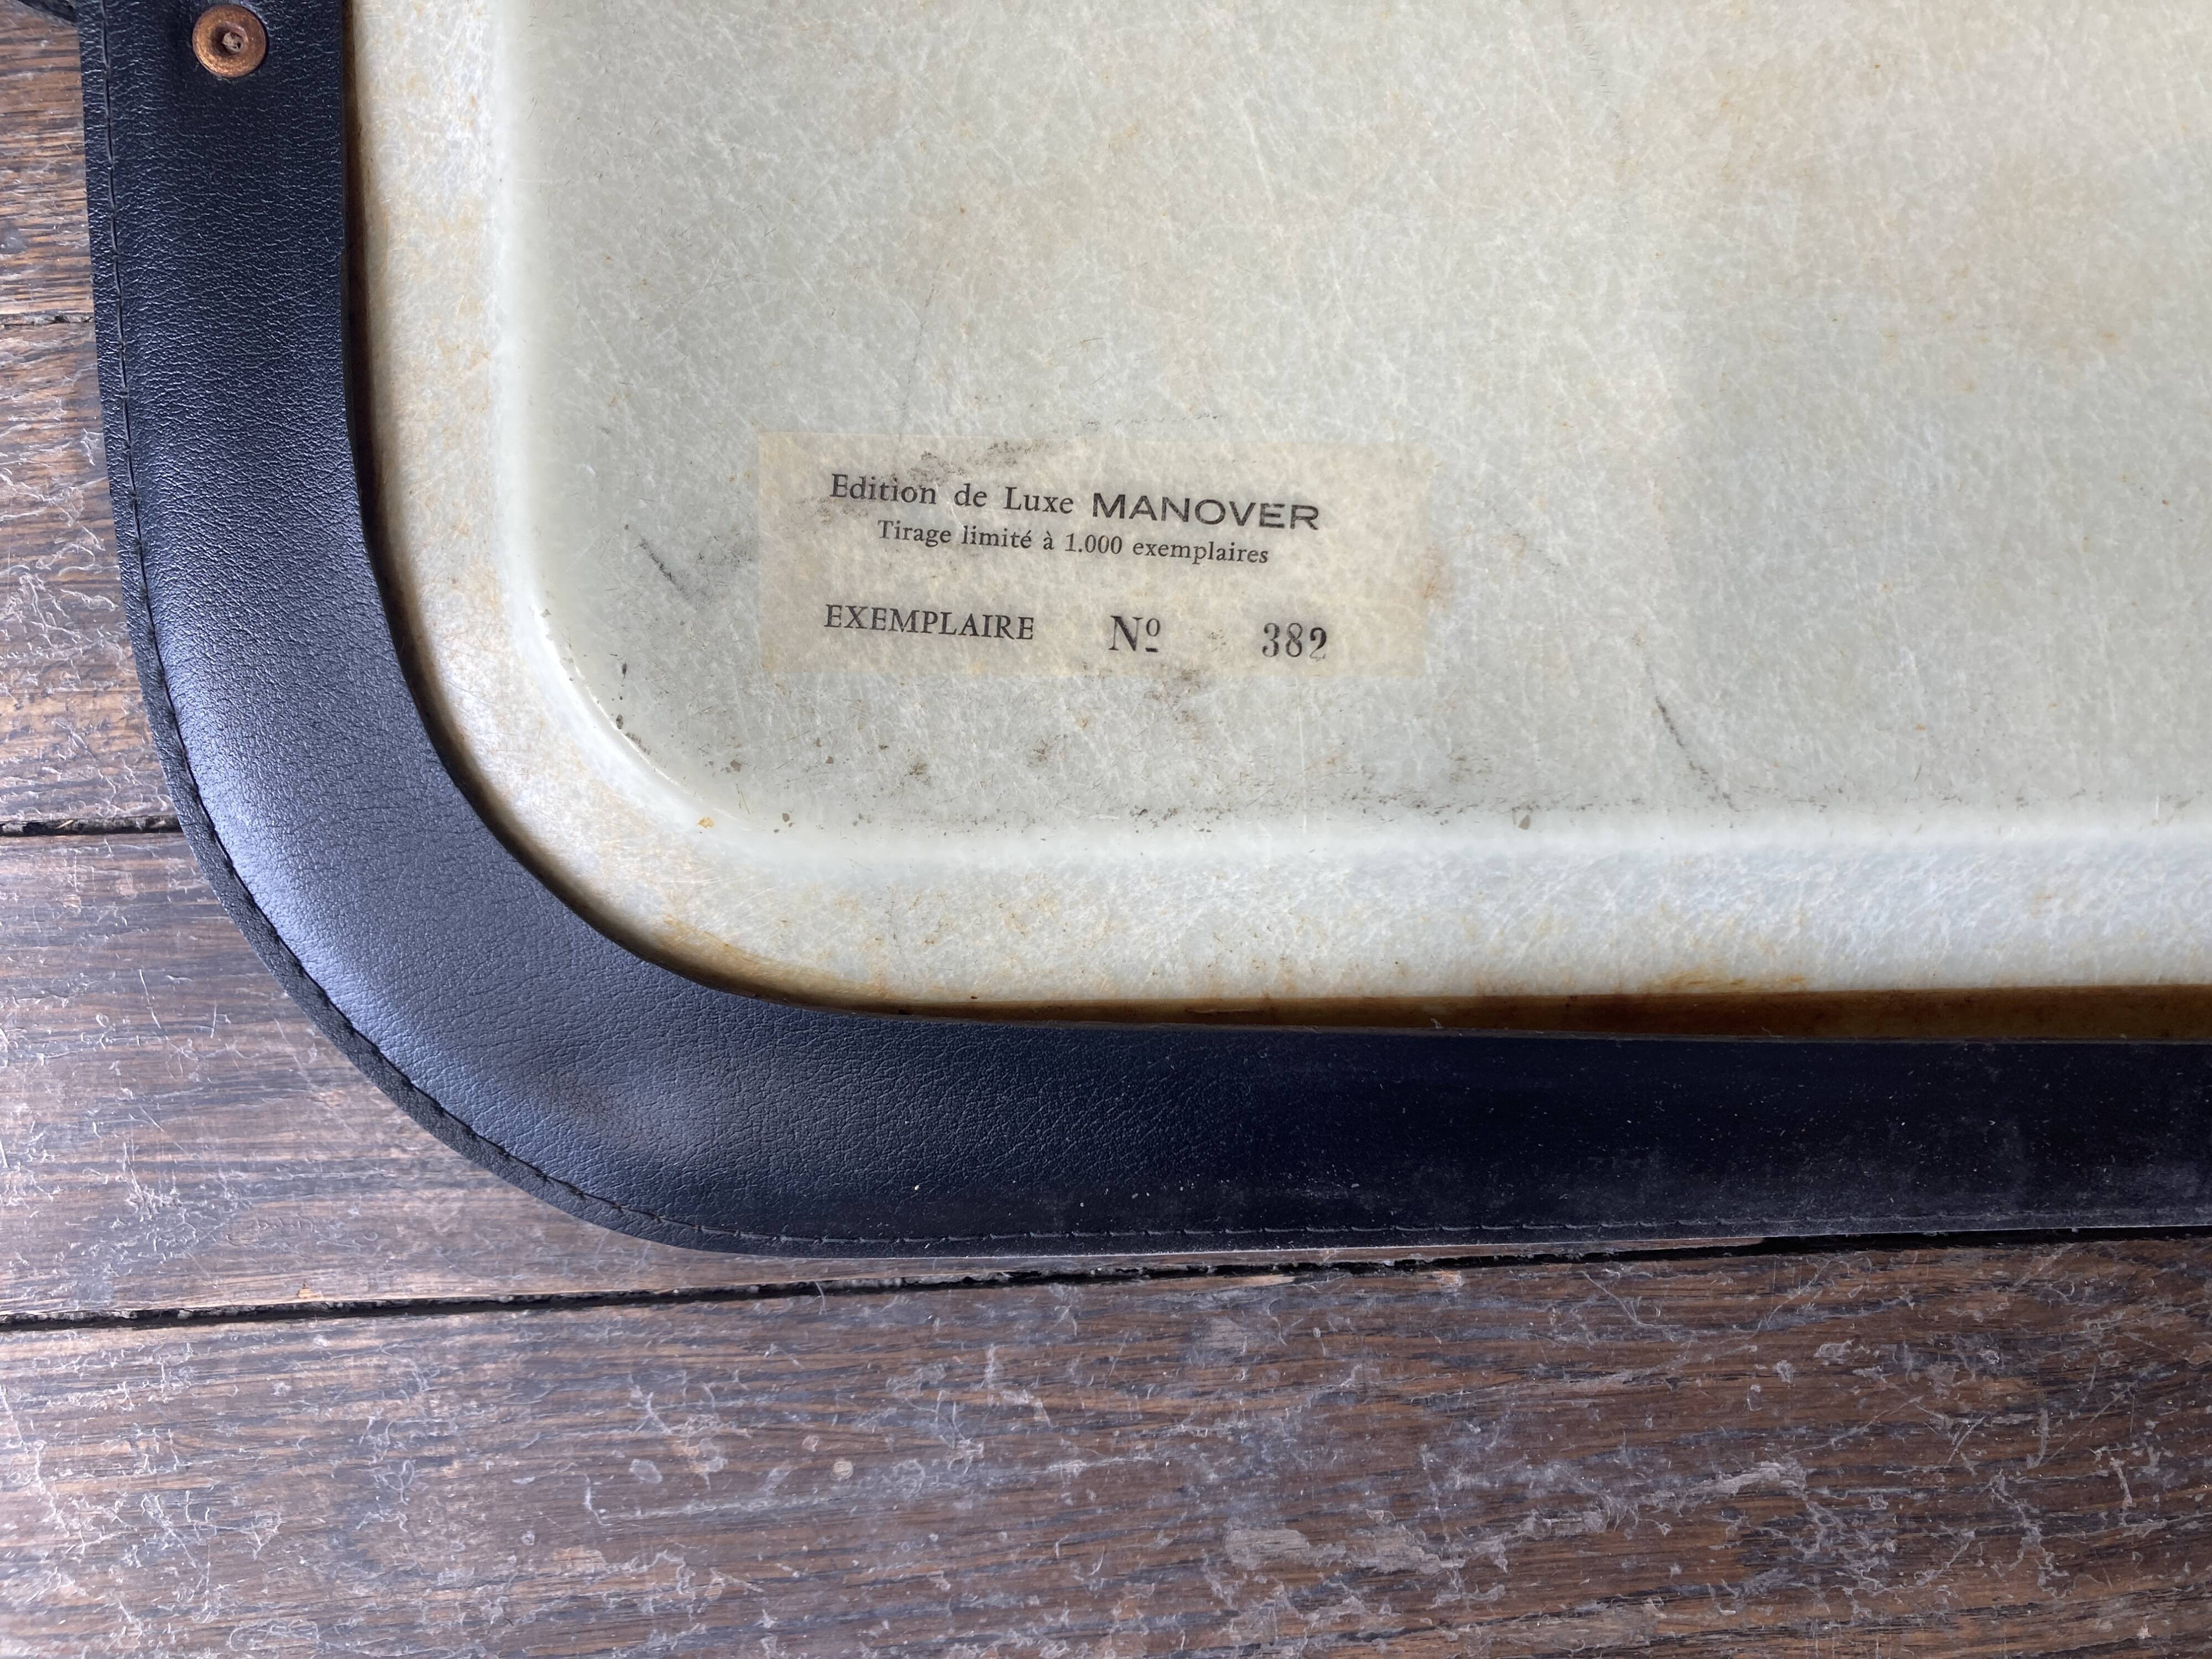 Edition de Luxe MANOVER
Tirage limité à 1.000 exemplaires
EXEMPLAIRE Nº 382